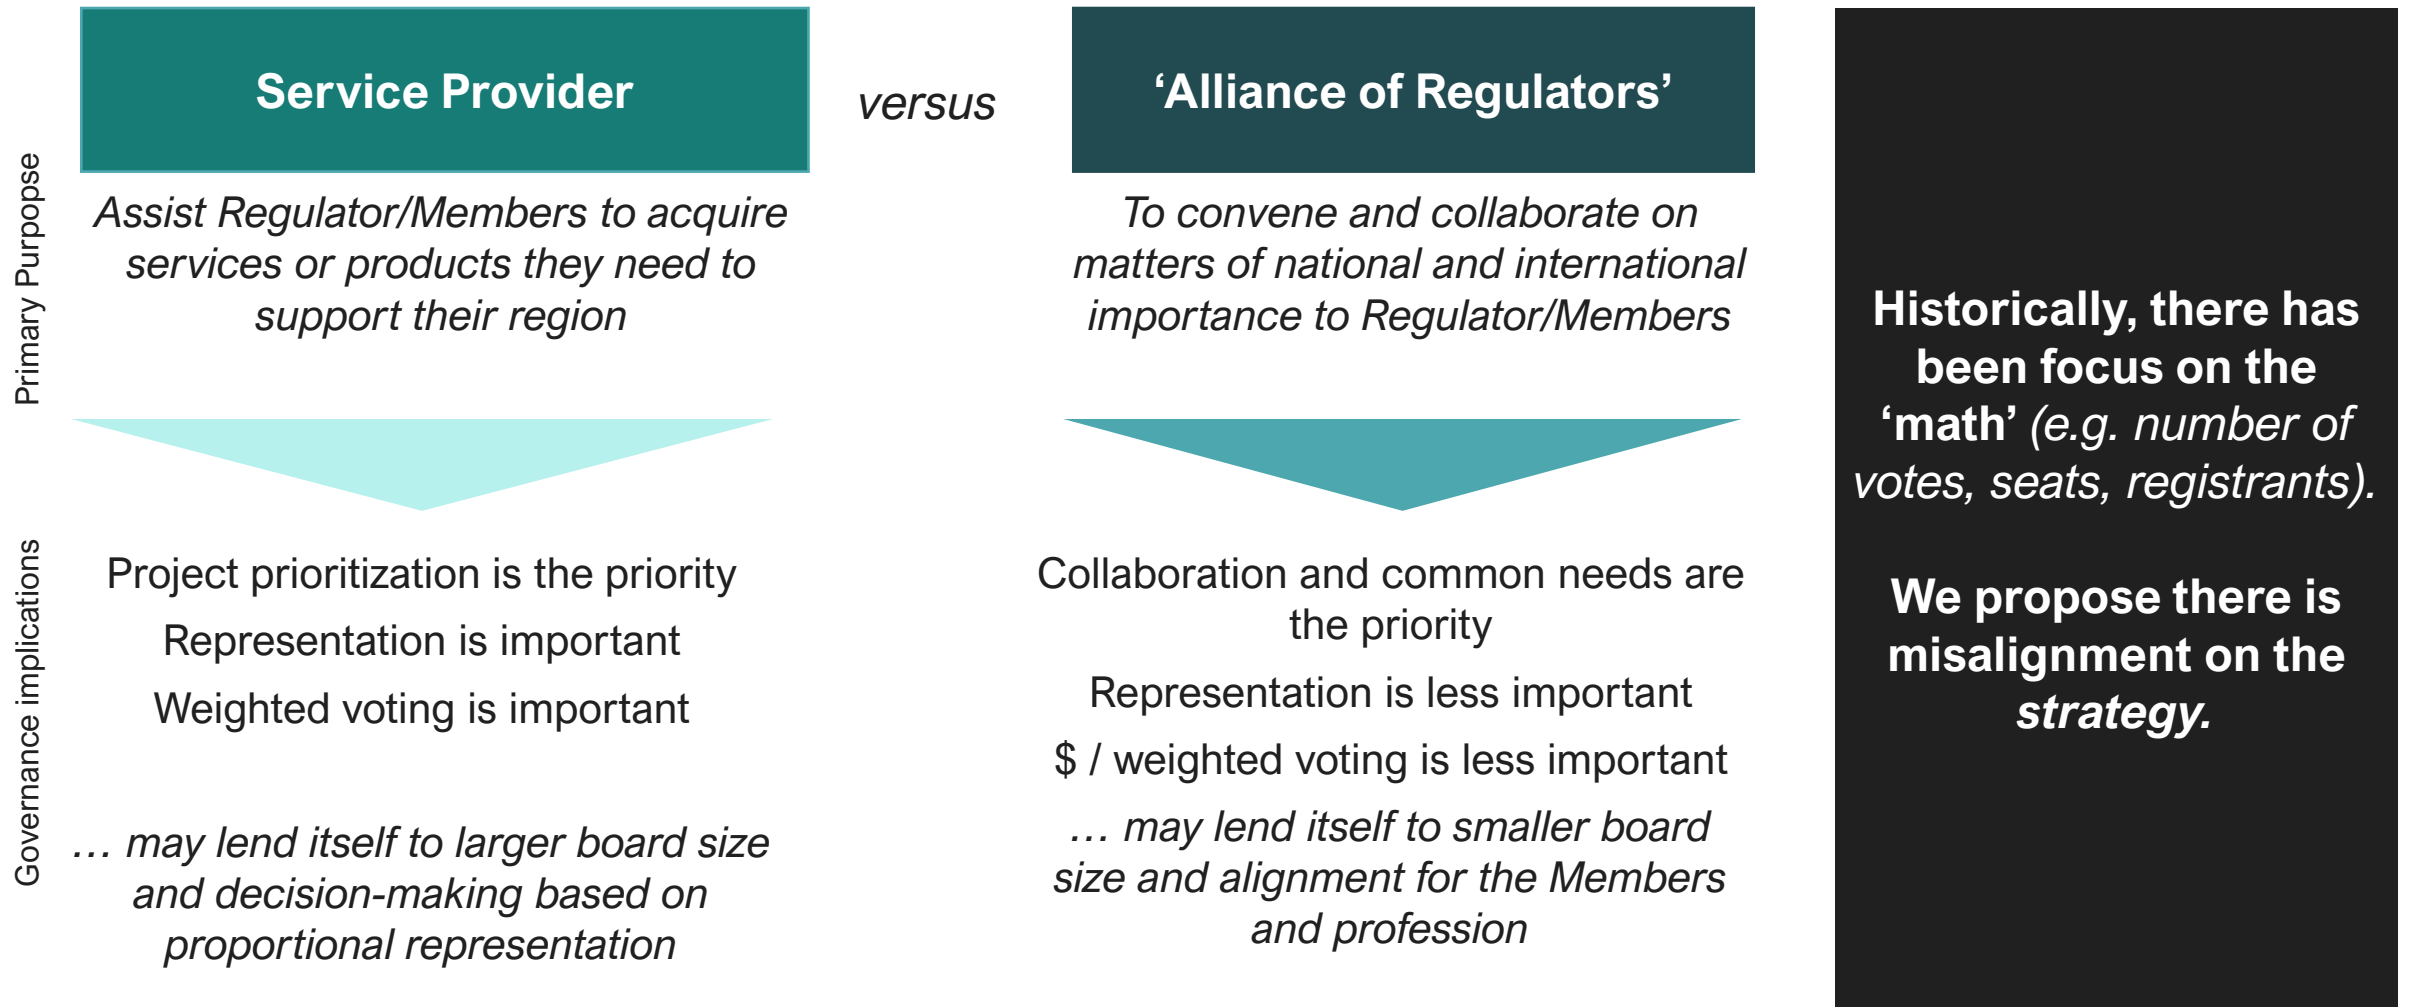 Service Provider
versus
‘Alliance of Regulators’
Primary Purpopse
Assist Regulator/Members to acquire
services or products they need to
support their region
To convene and collaborate on
matters of national and international
importance to Regulator/Members
Governance implications
Project prioritization is the priority
Representation is important
Weighted voting is important
… may lend itself to larger board size
and decision-making based on
proportional representation
Collaboration and common needs are
the priority
Representation is less important
$ / weighted voting is less important
… may lend itself to smaller board
size and alignment for the Members
and profession
Historically, there has
been focus on the
‘math’ (e.g. number of
votes, seats, registrants).
We propose there is
misalignment on the
strategy.